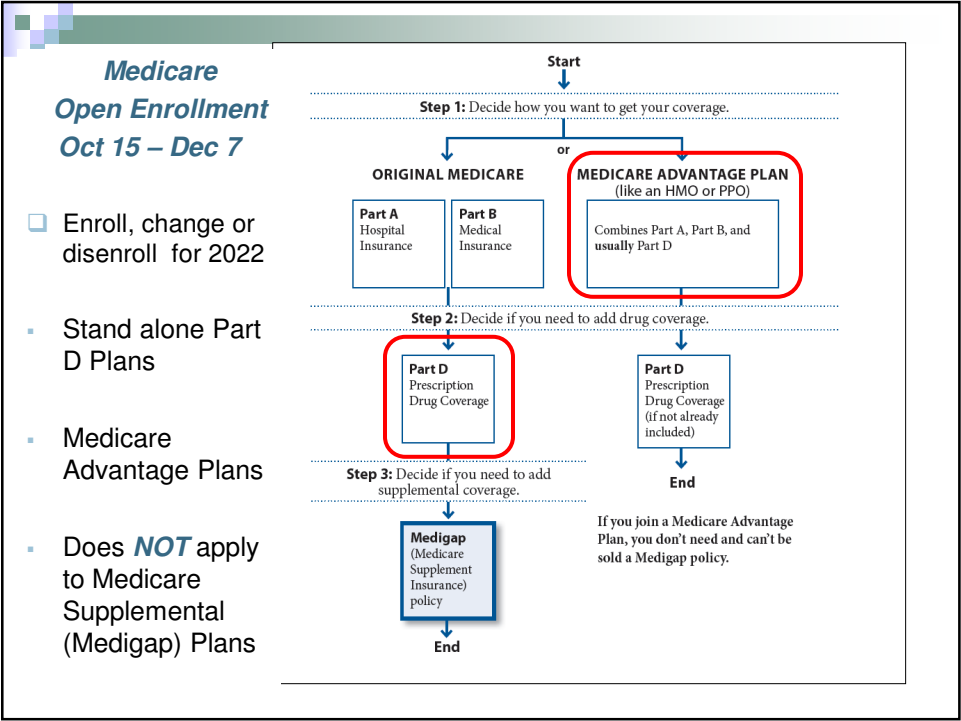 Medicare
Open Enrollment
Oct 15 – Dec 7
Enroll, change or
disenroll for 2022
Stand alone Part
D Plans
Medicare
Advantage Plans
Does NOT apply
to Medicare
Supplemental
(Medigap) Plans
Start
Step 1: Decide how you want to get your coverage.
or
ORIGINAL MEDICARE
Part A
Hospital
Insurance
Part B
Medical
Insurance
MEDICARE ADVANTAGE PLAN
(like an HMO or PPO)
Combines Part A, Part B, and
usually Part D
Step 2: Decide if you need to add drug coverage.
Part D
Prescription
Drug Coverage
Part D
Prescription
Drug Coverage
(if not already
included)
End
Step 3: Decide if you need to add
supplemental coverage.
Medigap
(Medicare
Supplement
Insurance)
policy
End
If you join a Medicare Advantage
Plan, you don't need and can't be
sold a Medigap policy.